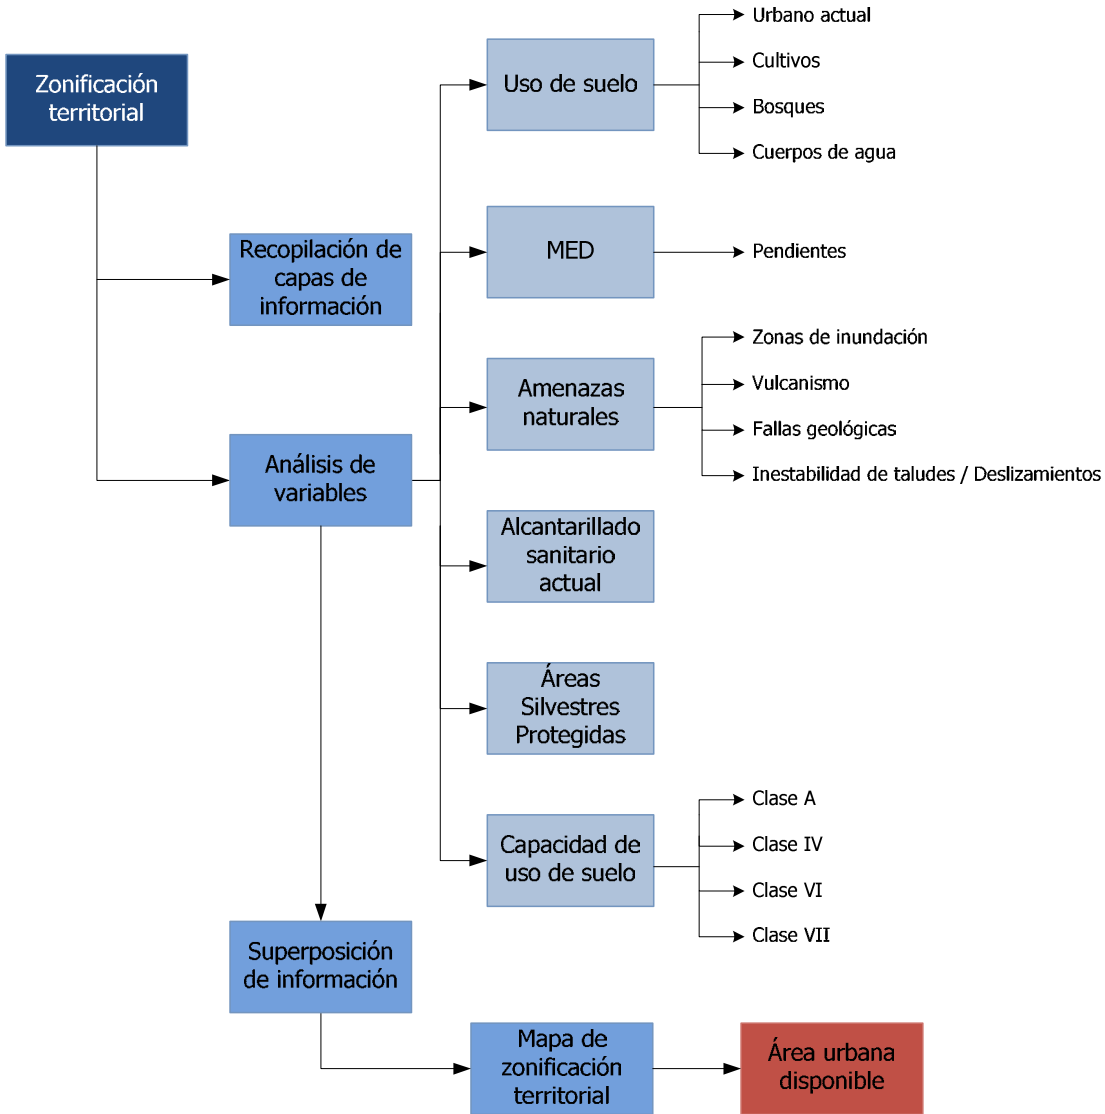 Zonificación
territorial
Recopilación de
capas de
información
Análisis de
variables
Uso de suelo
Urbano actual
Cultivos
Bosques
Cuerpos de agua
MED
Pendientes
Amenazas
naturales
Zonas de inundación
Vulcanismo
Fallas geológicas
Inestabilidad de taludes / Deslizamientos
Alcantarillado
sanitario
actual
Áreas
Silvestres
Protegidas
Capacidad de
uso de suelo
Clase A
Clase IV
Clase VI
Clase VII
Superposición
de información
Mapa de
zonificación
territorial
Área urbana
disponible